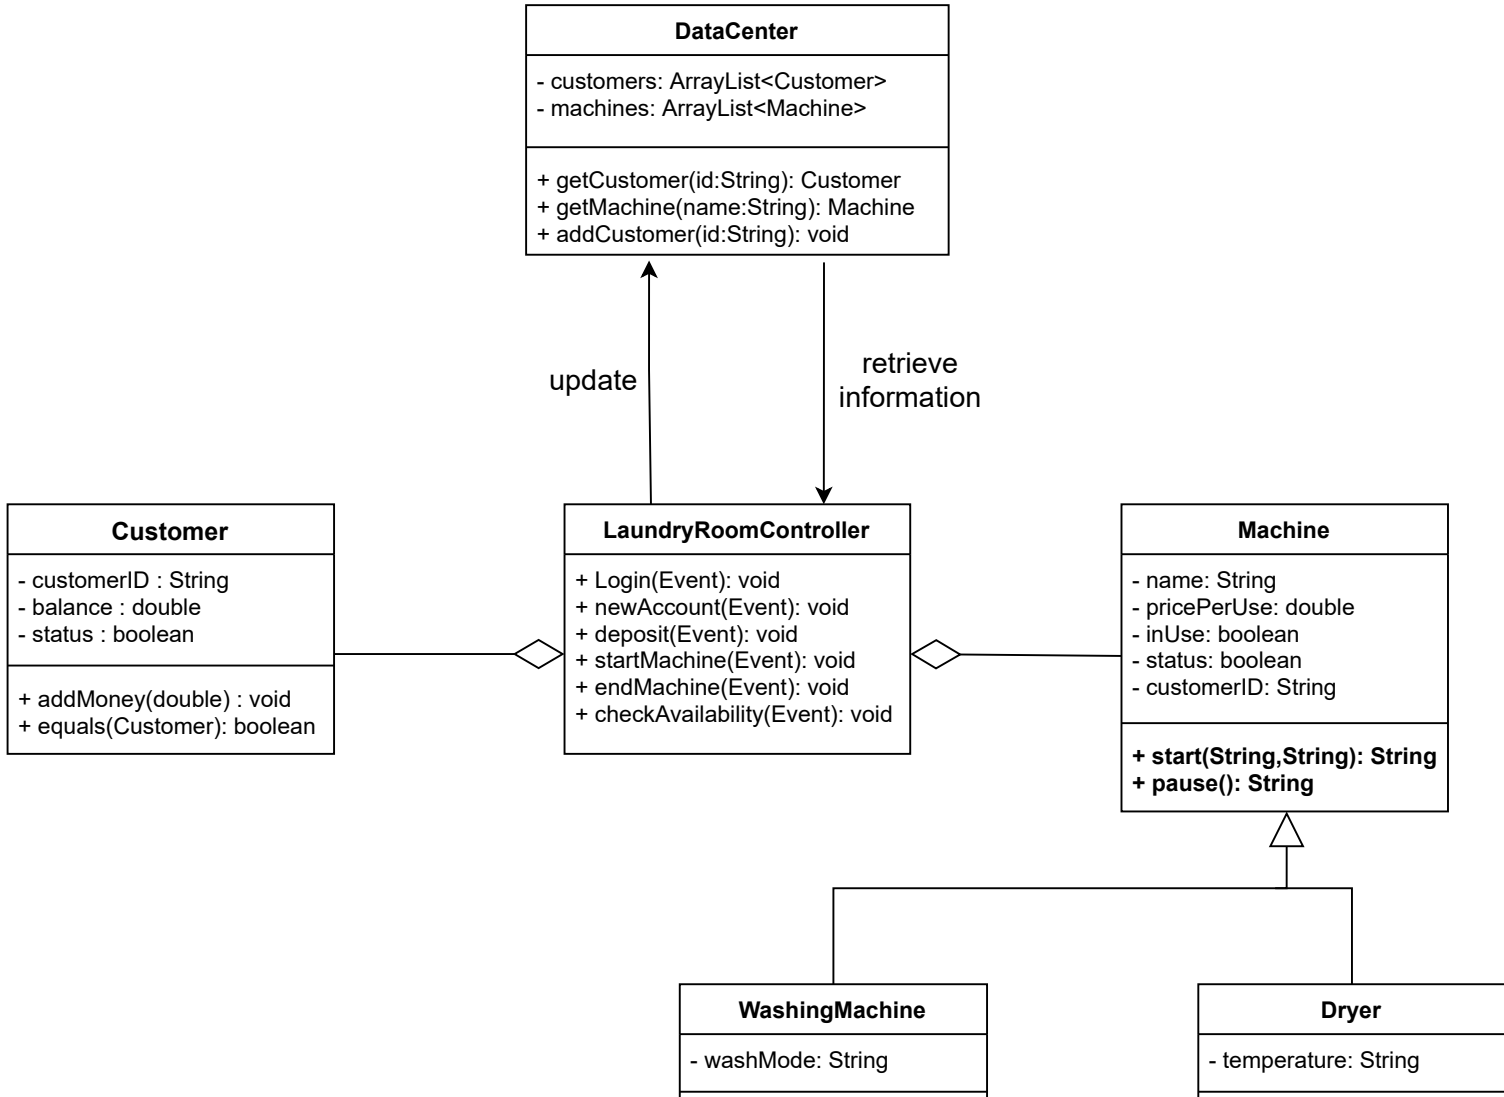 DataCenter
- customers: ArrayList<Customer>
- machines: ArrayList<Machine>
+ getCustomer(id:String): Customer
+ getMachine(name:String): Machine
+ addCustomer(id:String): void
update
retrieve
information
Customer
- customerID : String
- balance : double
- status : boolean
+ addMoney(double) : void
+ equals(Customer): boolean
LaundryRoomController
+ Login(Event): void
+ newAccount(Event): void
+ deposit(Event): void
+ startMachine(Event): void
+ endMachine(Event): void
+ checkAvailability(Event): void
Machine
- name: String
- pricePerUse: double
- inUse: boolean
- status: boolean
- customerID: String
+ start(String,String): String
+ pause(): String
WashingMachine
- washMode: String
Dryer
- temperature: String